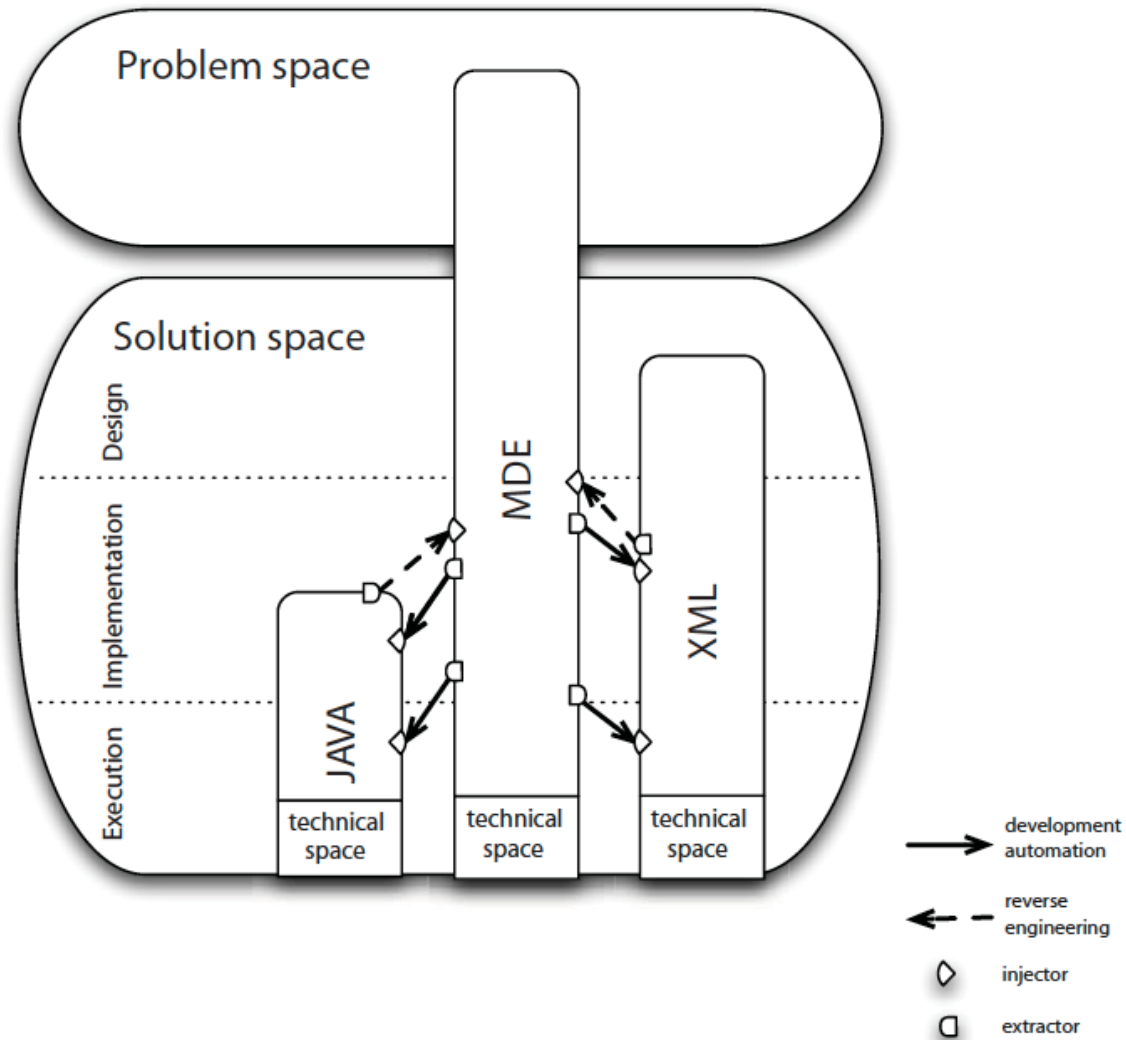 Problem space
Solution space
Design
Implementation
Execution
MDE
JAVA
XML
technical
space
technical
space
technical
space
development
automation
reverse
engineering
injector
extractor